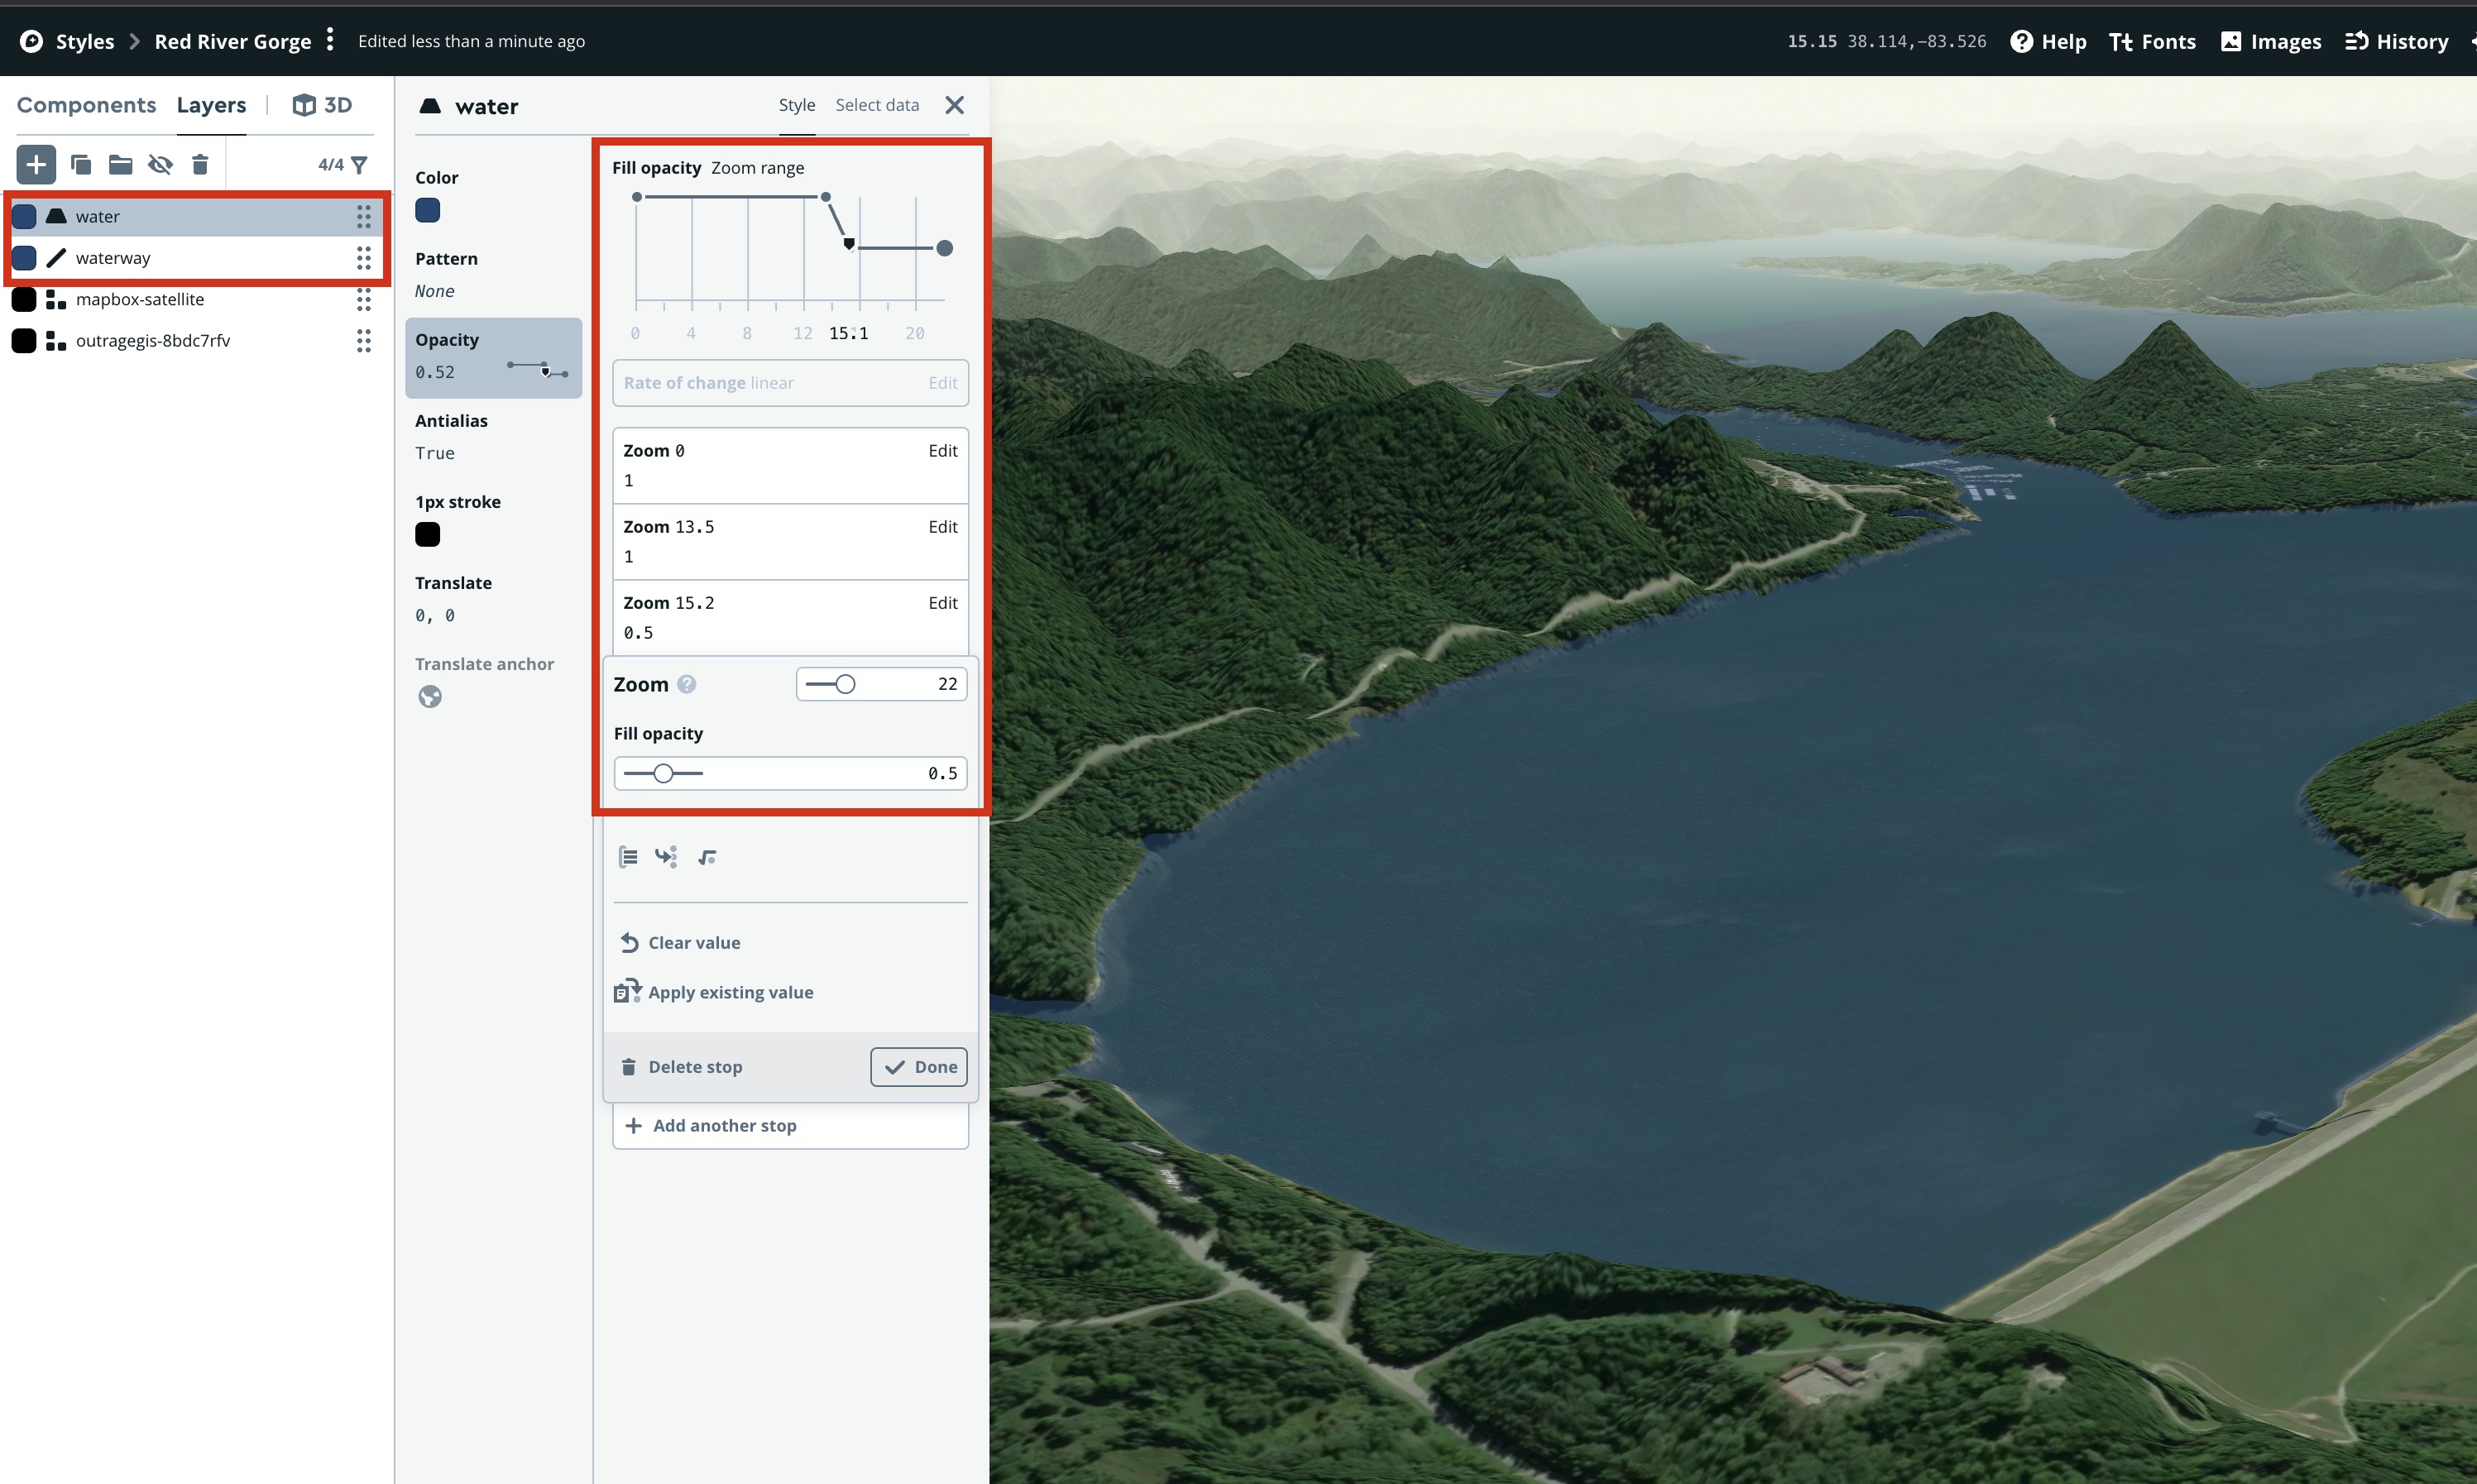 Styles > Red River Gorge Edited less than a minute ago 15.15 38.114,−83.526 Help Tt Fonts Images History
Components Layers 3D
4/4
water
waterway
mapbox-satellite
outragegis-8bdc7rfv
water Style Select data
Color
Pattern
None
Opacity
0.52
Antialias
True
1px stroke
Translate
0, 0
Translate anchor
Fill opacity Zoom range
0 4 8 12 15.1 20
Rate of change linear Edit
Zoom 0 Edit
1
Zoom 13.5 Edit
1
Zoom 15.2 Edit
0.5
Zoom ? 22
Fill opacity
0.5
Clear value
Apply existing value
Delete stop Done
Add another stop